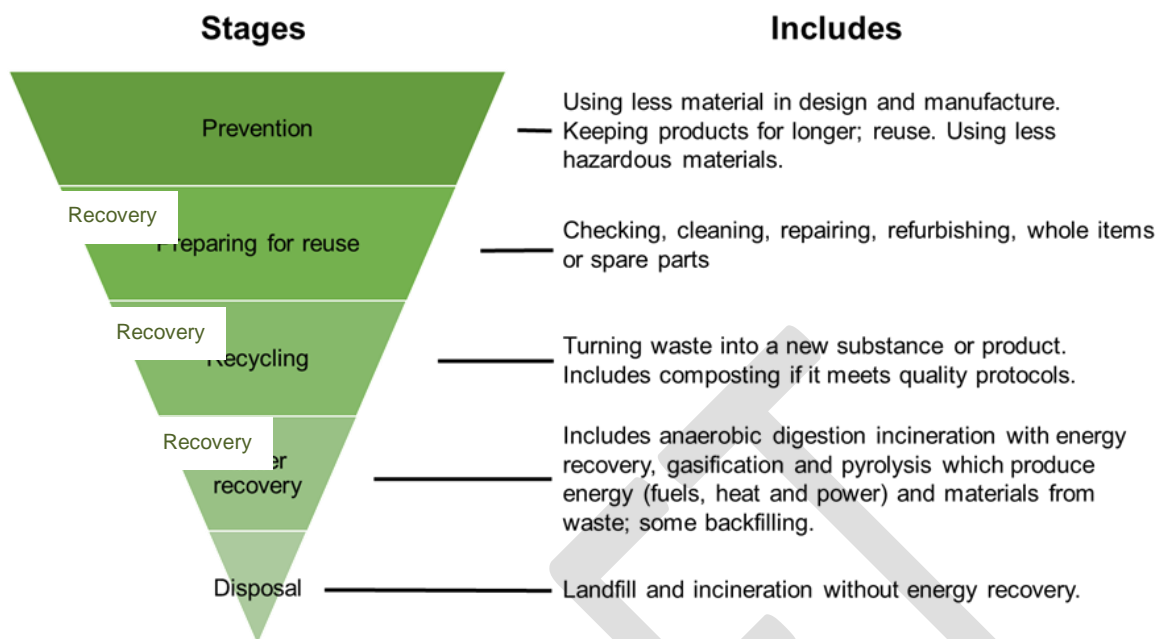 Stages
Includes
Prevention
Using less material in design and manufacture.
Keeping products for longer; reuse. Using less
hazardous materials.
Recovery
Preparing for reuse
Checking, cleaning, repairing, refurbishing, whole items
or spare parts
Recovery
Recycling
Turning waste into a new substance or product.
Includes composting if it meets quality protocols.
Recovery
recovery
Includes anaerobic digestion incineration with energy
recovery, gasification and pyrolysis which produce
energy (fuels, heat and power) and materials from
waste; some backfilling.
Disposal
Landfill and incineration without energy recovery.